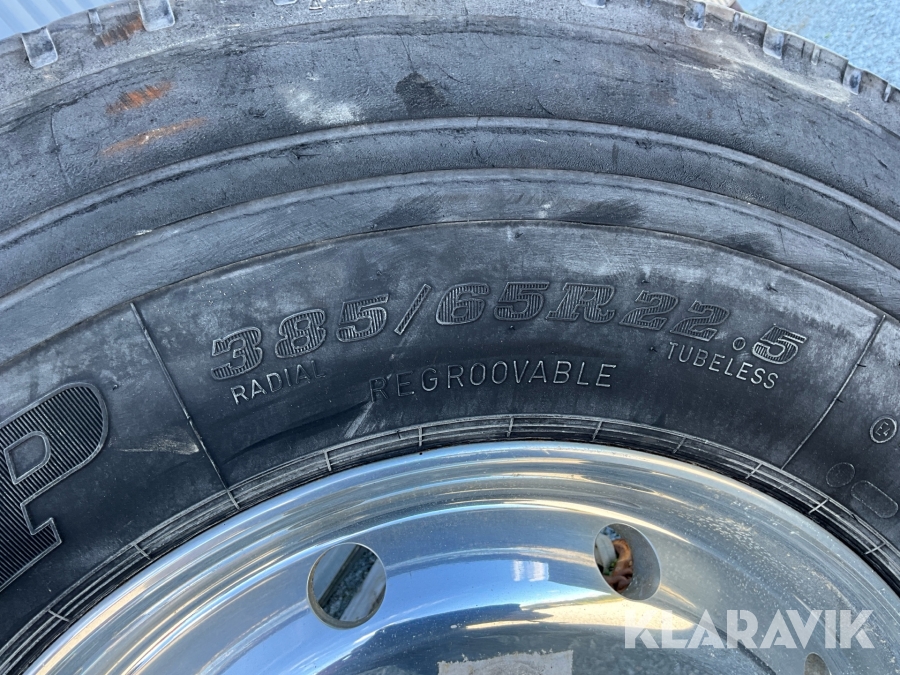 385/65R22.5
RADIAL
REGROOVABLE
TUBELESS
P
KLARAVIK